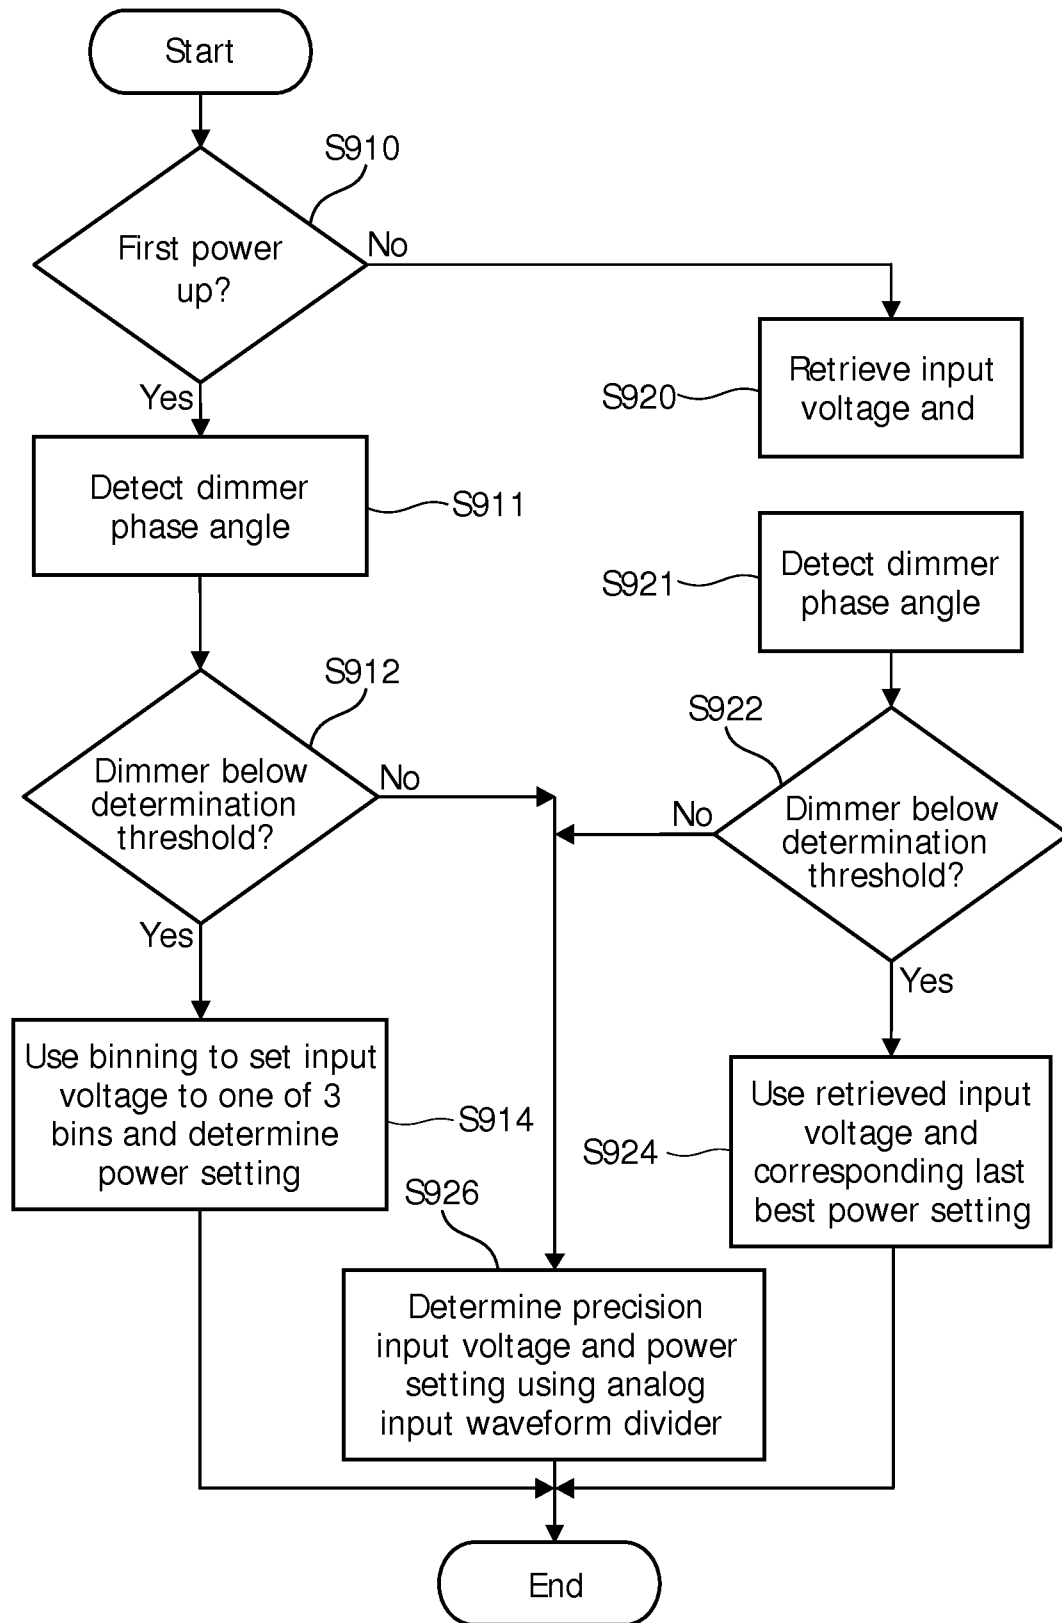 Start
S910
First power
up?
No
Yes
Retrieve input
voltage and
S920
Detect dimmer
phase angle
S911
Detect dimmer
phase angle
S921
S912
Dimmer below
determination
threshold?
No
Yes
S922
Dimmer below
determination
threshold?
No
Yes
Use binning to set input
voltage to one of 3
bins and determine
power setting
S914
Use retrieved input
voltage and
corresponding last
best power setting
S924
S926
Determine precision
input voltage and power
setting using analog
input waveform divider
End